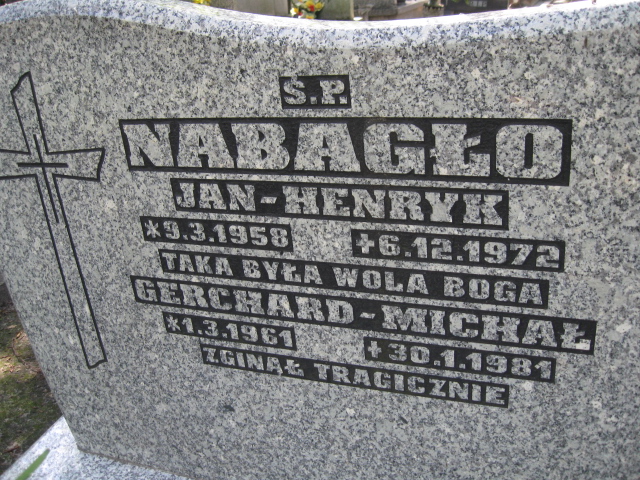 S.P.
NABAGŁO
JAN-HENRYK
*9.3.1958 +6.12.1972
TAKA BYŁA WOLA BOGA
GERCHARD-MICHAŁ
*1.3.1961 +30.1.1981
ZGINĄŁ TRAGICZNIE